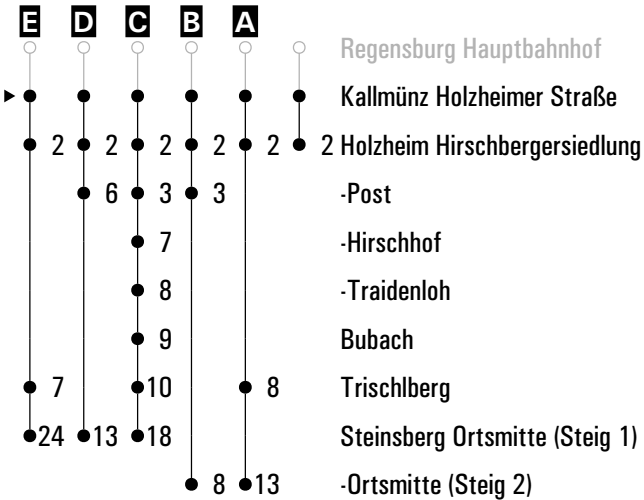 E D C B A
Regensburg Hauptbahnhof
Kallmünz Holzheimer Straße
2 2 2 2 2 2 Holzheim Hirschbergersiedlung
6 3 3 -Post
7 -Hirschhof
8 -Traidenloh
9 Bubach
7 10 8 Trischlberg
24 13 18 Steinsberg Ortsmitte (Steig 1)
8 13 -Ortsmitte (Steig 2)